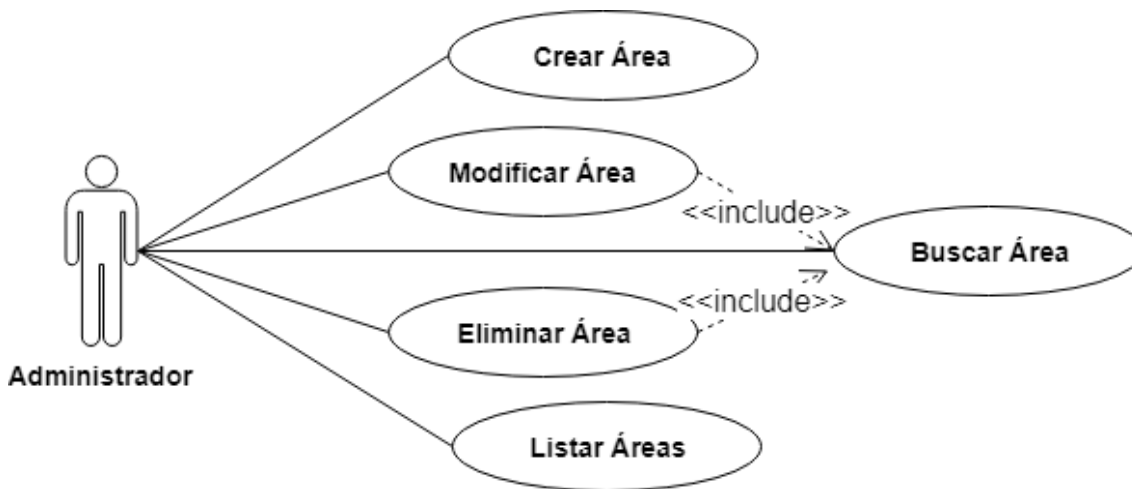 Crear Área
Modificar Área
<<include>>
Buscar Área
<<include>>
Eliminar Área
Administrador
Listar Áreas